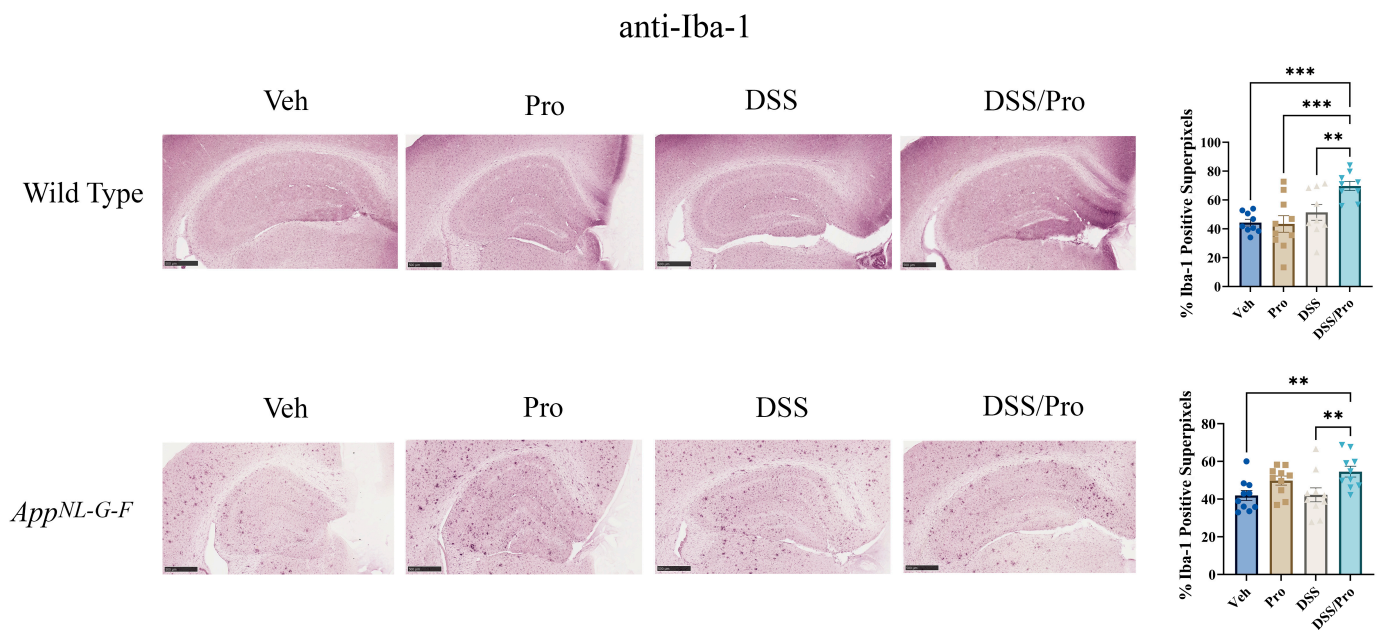 anti-Iba-1
Veh
Pro
DSS
DSS/Pro
Wild Type
***
***
**
% Iba-1 Positive Superpixels
100
80
60
40
20
0
Veh
Pro
DSS
DSS/Pro
Veh
Pro
DSS
DSS/Pro
App^NL-G-F
**
**
% Iba-1 Positive Superpixels
80
60
40
20
0
Veh
Pro
DSS
DSS/Pro